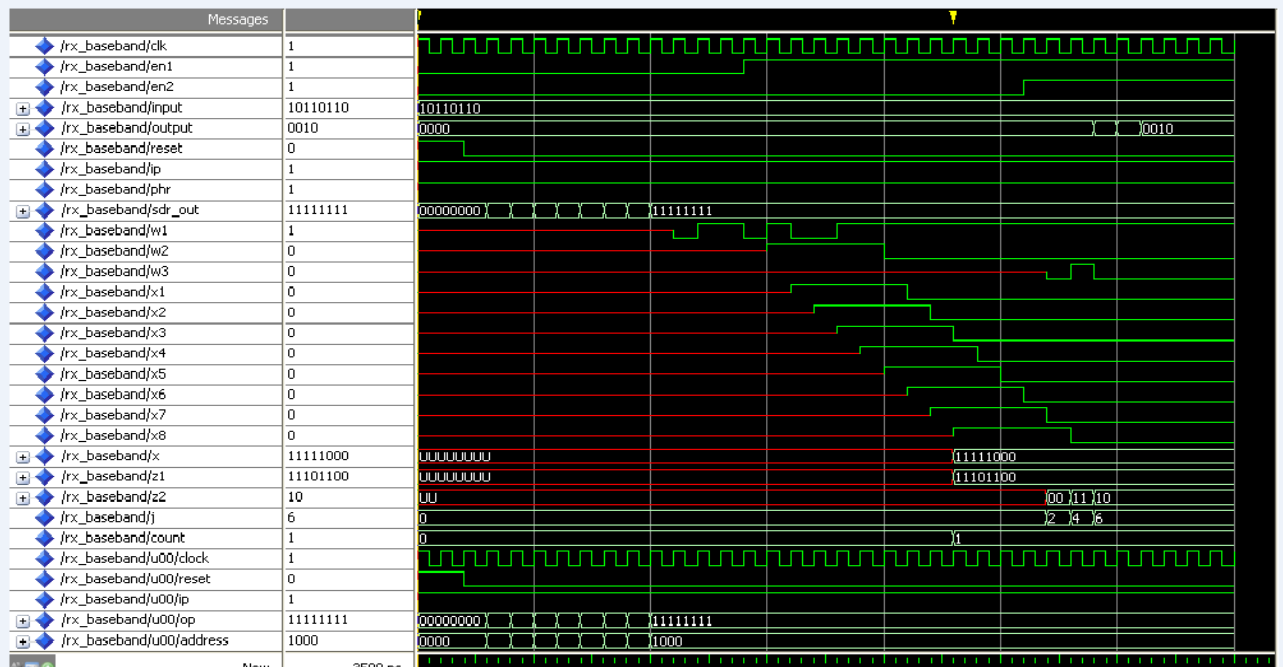 Messages
/rx_baseband/clk 1
/rx_baseband/en1 1
/rx_baseband/en2 1
/rx_baseband/input 10110110 10110110
/rx_baseband/output 0010 0000 0010
/rx_baseband/reset 0
/rx_baseband/ip 1
/rx_baseband/phr 1
/rx_baseband/sdr_out 11111111 00000000 11111111
/rx_baseband/w1 1
/rx_baseband/w2 0
/rx_baseband/w3 0
/rx_baseband/x1 0
/rx_baseband/x2 0
/rx_baseband/x3 0
/rx_baseband/x4 0
/rx_baseband/x5 0
/rx_baseband/x6 0
/rx_baseband/x7 0
/rx_baseband/x8 0
/rx_baseband/x 11111000 UUUUUUUU 11111000
/rx_baseband/z1 11101100 UUUUUUUU 11101100
/rx_baseband/z2 10 UU 00 11 10
/rx_baseband/j 6 0 2 4 6
/rx_baseband/count 1 0 1
/rx_baseband/u00/clock 1
/rx_baseband/u00/reset 0
/rx_baseband/u00/ip 1
/rx_baseband/u00/op 11111111 00000000 11111111
/rx_baseband/u00/address 1000 0000 1000